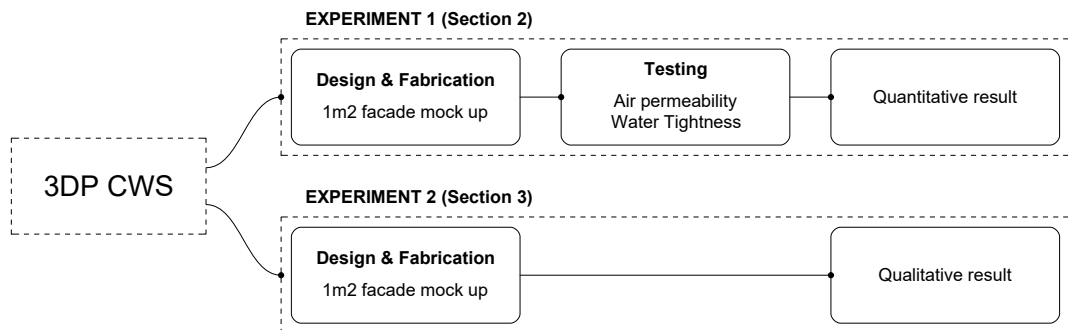 EXPERIMENT 1 (Section 2)
Design & Fabrication
1m2 facade mock up
Testing
Air permeability
Water Tightness
Quantitative result
3DP CWS
EXPERIMENT 2 (Section 3)
Design & Fabrication
1m2 facade mock up
Qualitative result